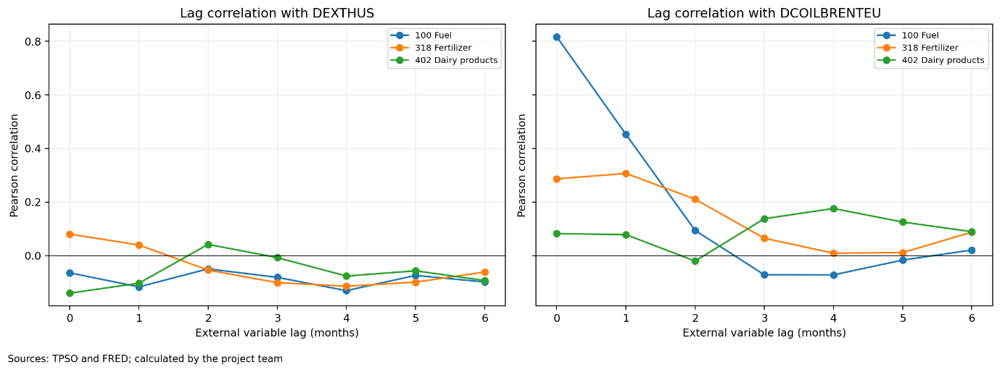 Lag correlation with DEXTHUS
Pearson correlation
0.8
0.6
0.4
0.2
0.0
100 Fuel
318 Fertilizer
402 Dairy products
0 1 2 3 4 5 6
External variable lag (months)
Lag correlation with DCOILBRENTEU
Pearson correlation
100 Fuel
318 Fertilizer
402 Dairy products
0 1 2 3 4 5 6
External variable lag (months)
Sources: TPSO and FRED; calculated by the project team